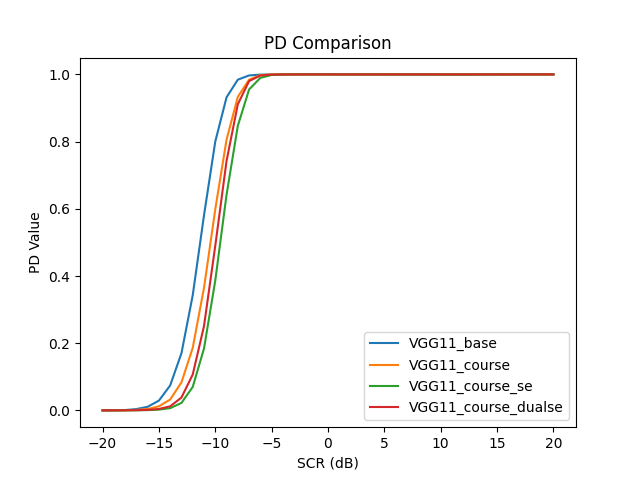 PD Comparison
1.0
0.8
0.6
0.4
0.2
0.0
PD Value
VGG11_base
VGG11_course
VGG11_course_se
VGG11_course_dualse
−20 −15 −10 −5 0 5 10 15 20
SCR (dB)